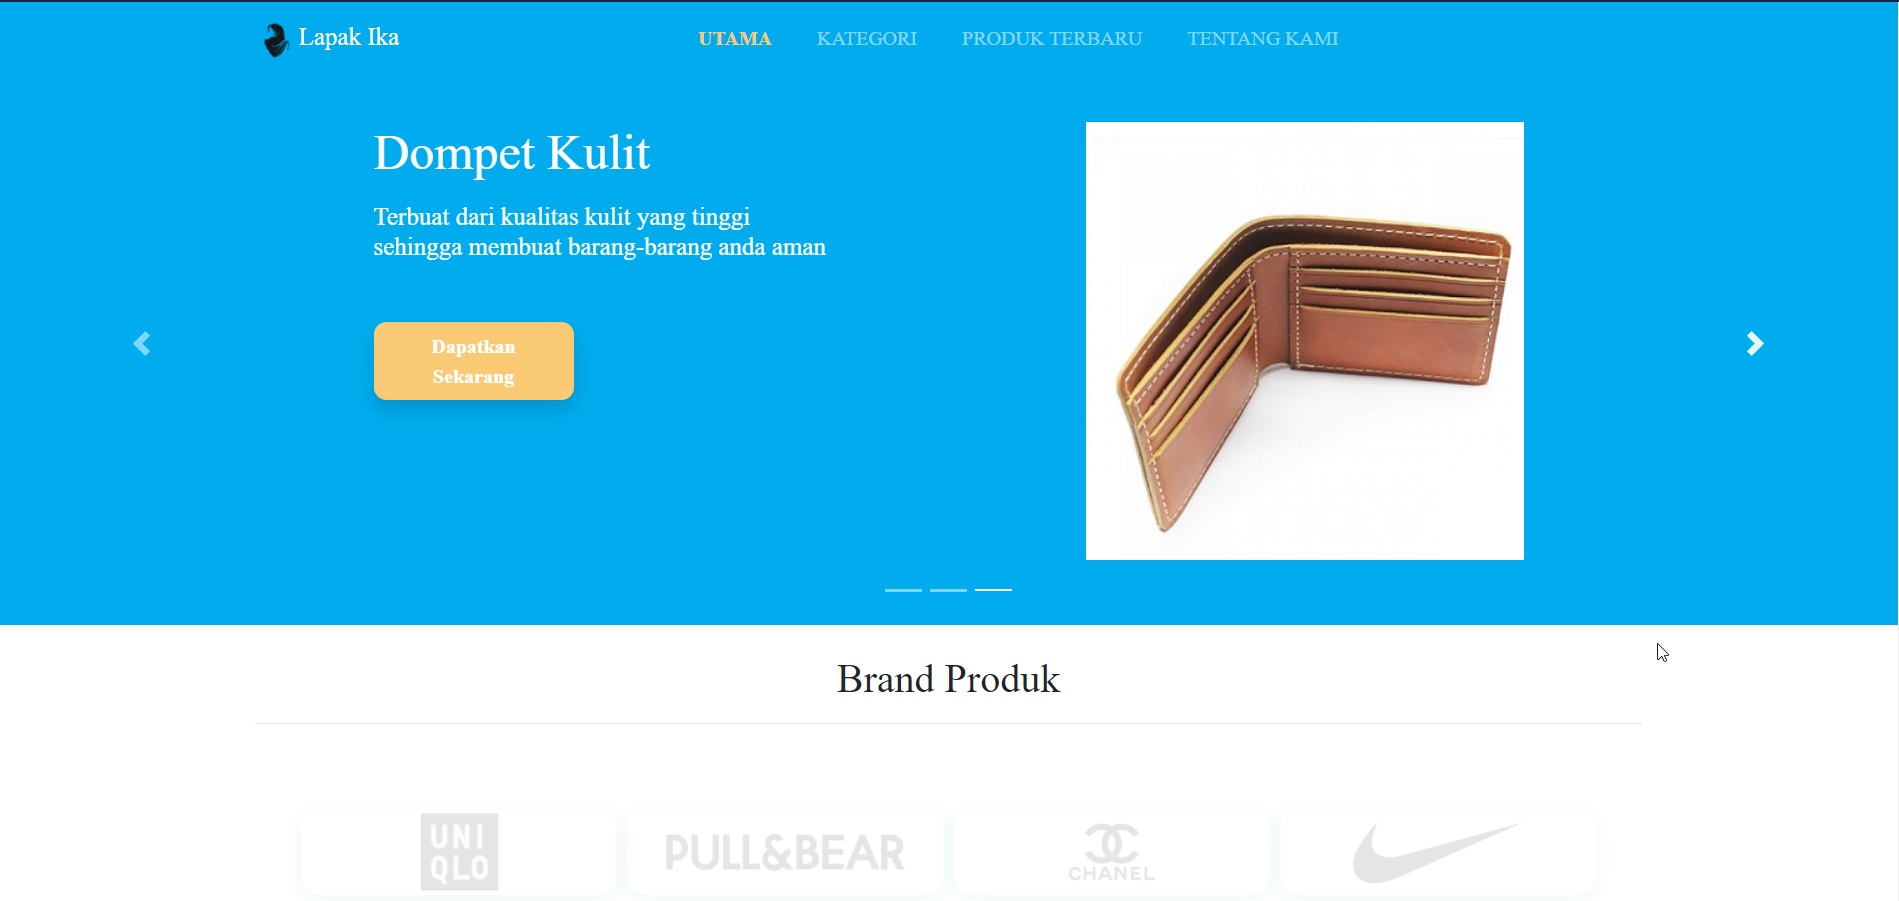 Lapak Ika
UTAMA KATEGORI PRODUK TERBARU TENTANG KAMI
Dompet Kulit
Terbuat dari kualitas kulit yang tinggi
sehingga membuat barang-barang anda aman
Dapatkan
Sekarang
Brand Produk
UNI
QLO
PULL&BEAR
CHANEL